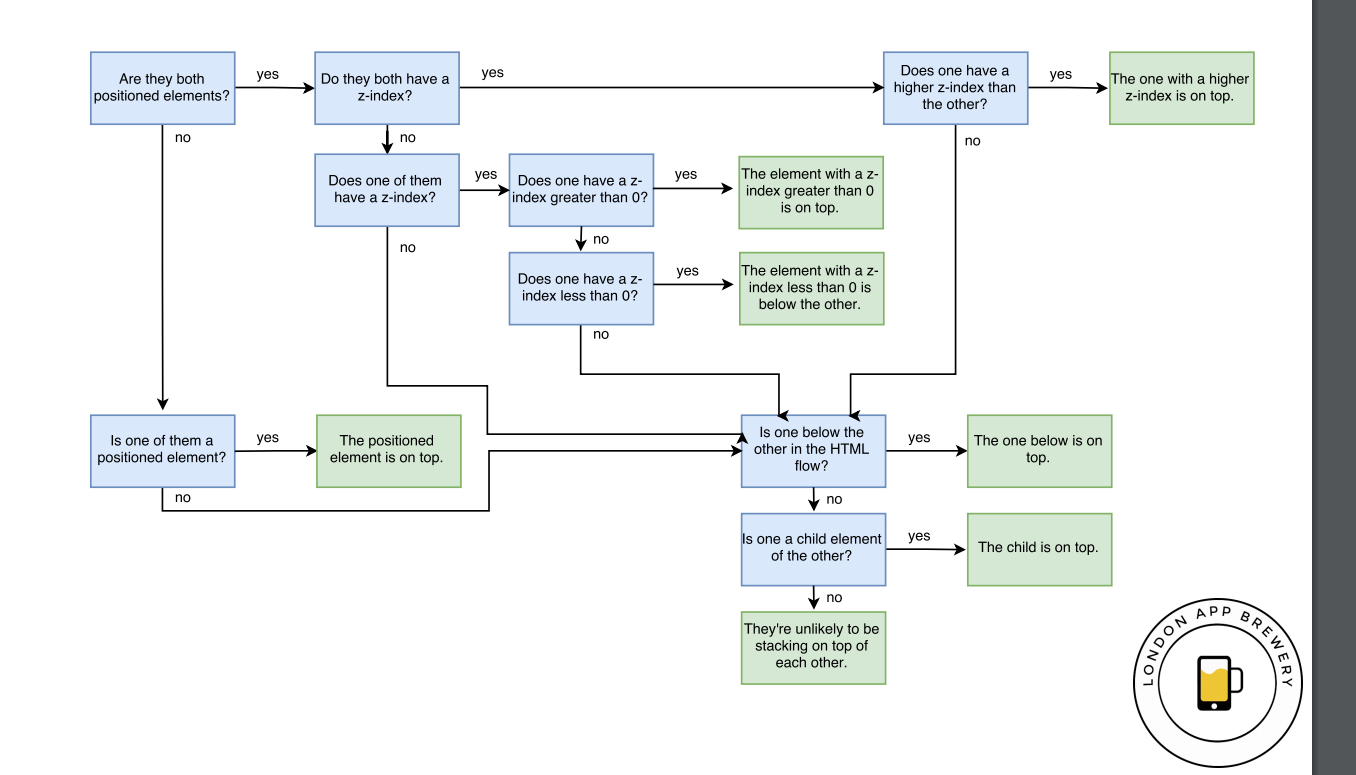 Are they both
positioned elements?
yes
Do they both have a
z-index?
yes
Does one have a
higher z-index than
the other?
yes
The one with a higher
z-index is on top.
no
no
no
Does one of them
have a z-index?
yes
Does one have a z-
index greater than 0?
yes
The element with a z-
index greater than 0
is on top.
no
no
Does one have a z-
index less than 0?
yes
The element with a z-
index less than 0 is
below the other.
no
Is one of them a
positioned element?
yes
The positioned
element is on top.
no
Is one below the
other in the HTML
flow?
yes
The one below is on
top.
no
Is one a child element
of the other?
yes
The child is on top.
no
They're unlikely to be
stacking on top of
each other.
LONDON APP BREWERY